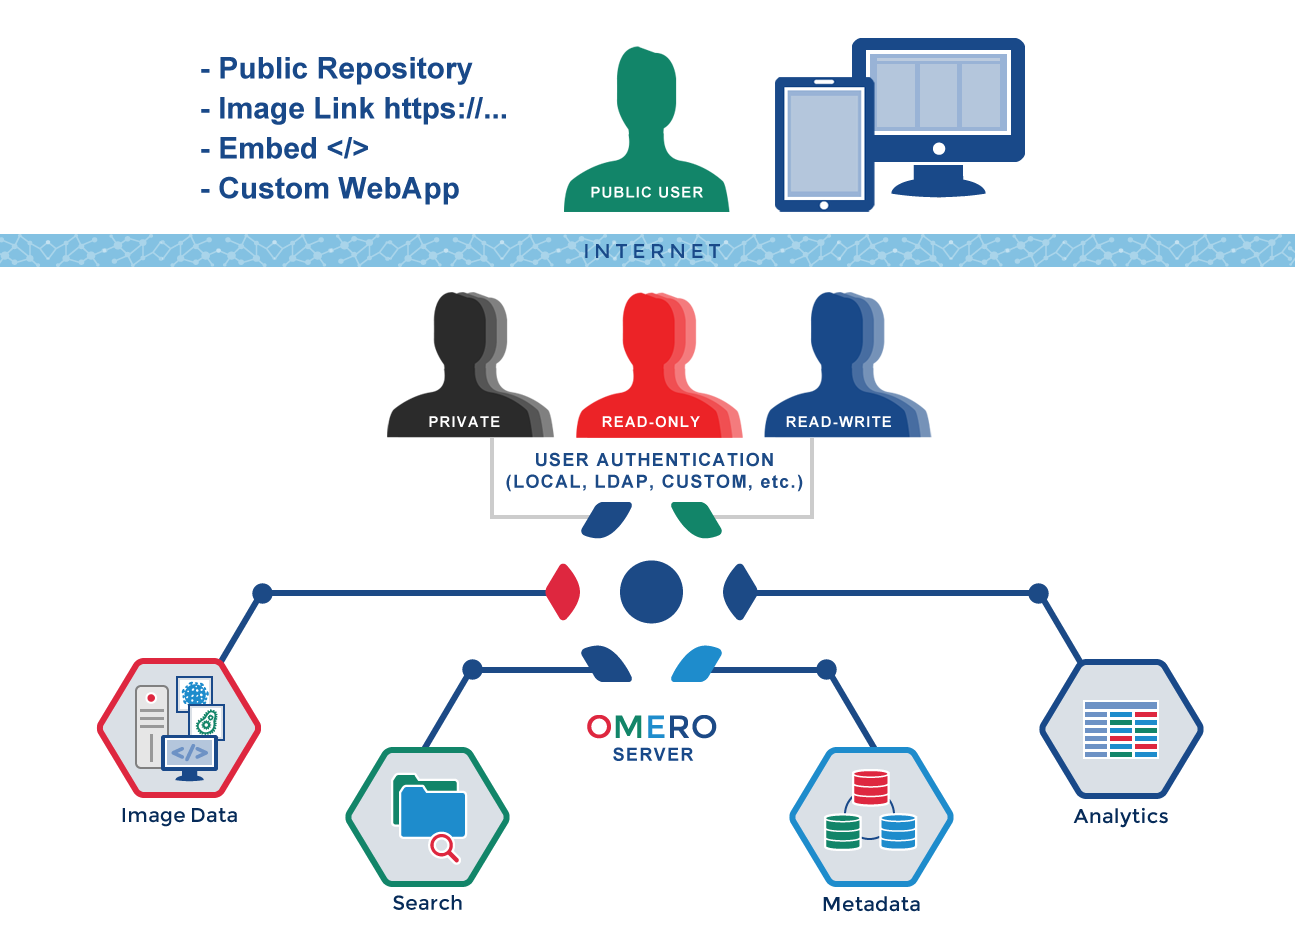 - Public Repository
- Image Link https://...
- Embed </>
- Custom WebApp
PUBLIC USER
INTERNET
PRIVATE
READ-ONLY
READ-WRITE
USER AUTHENTICATION
(LOCAL, LDAP, CUSTOM, etc.)
OMERO
SERVER
</>
Image Data
Search
Metadata
Analytics